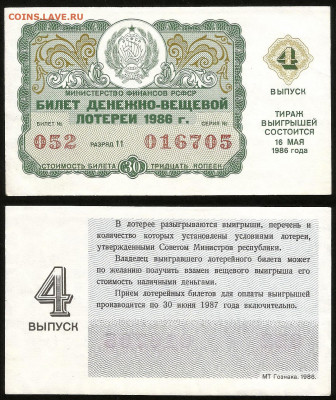 COINS.SU
forum.coins.ru
МИНИСТЕРСТВО ФИНАНСОВ РСФСР
БИЛЕТ ДЕНЕЖНО-ВЕЩЕВОЙ
ЛОТЕРЕИ 1986 г.
БИЛЕТ № СЕРИЯ №
052 РАЗРЯД 11 016705
СТОИМОСТЬ БИЛЕТА 30 ТРИДЦАТЬ КОПЕЕК
4
ВЫПУСК
ТИРАЖ
ВЫИГРЫШЕЙ
СОСТОИТСЯ
16 МАЯ
1986 года
4
ВЫПУСК
В лотерее разыгрываются выигрыши, перечень и
количество которых установлены условиями лотереи,
утвержденными Советом Министров республики.
Владелец выигравшего лотерейного билета может
по желанию получить взамен вещевого выигрыша его
стоимость наличными деньгами.
Прием лотерейных билетов для оплаты выигрышей
производится по 30 июня 1987 года включительно.
МТ Гознака. 1986.